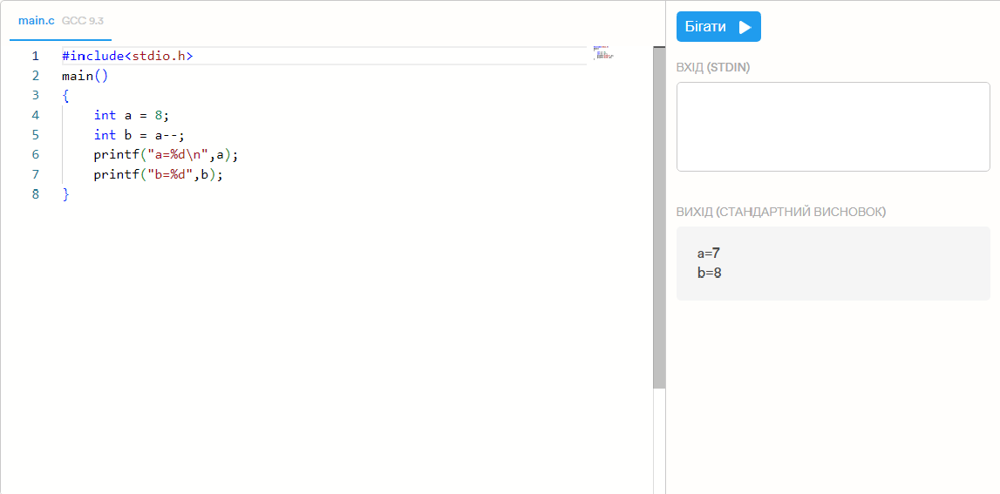 main.c GCC 9.3
1 #include<stdio.h>
2 main()
3 {
4 int a = 8;
5 int b = a--;
6 printf("a=%d\n",a);
7 printf("b=%d",b);
8 }
Бігати
ВХІД (STDIN)
ВИХІД (СТАНДАРТНИЙ ВИСНОВОК)
a=7
b=8